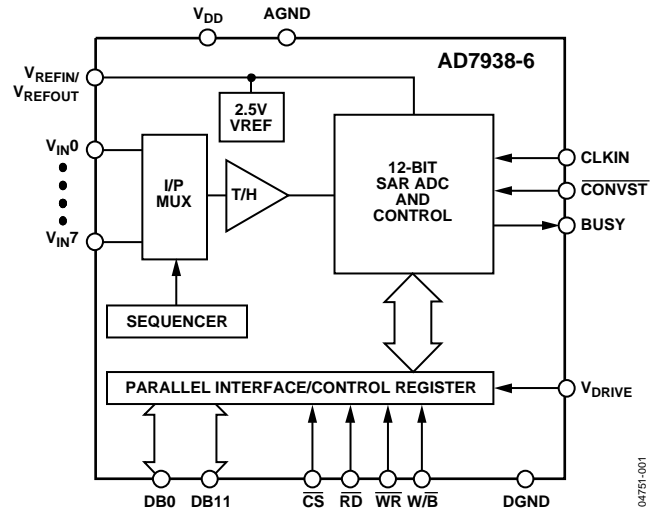 VDD AGND
AD7938-6
VREFIN/
VREFOUT
2.5V
VREF
VIN0
I/P
MUX
T/H
12-BIT
SAR ADC
AND
CONTROL
CLKIN
CONVST
BUSY
VIN7
SEQUENCER
PARALLEL INTERFACE/CONTROL REGISTER
VDRIVE
DB0 DB11 CS RD WR W/B DGND
04751-001